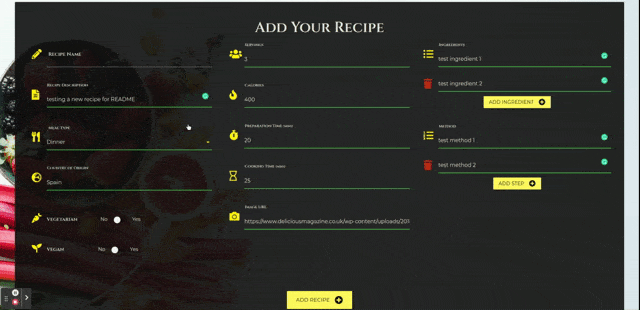 Add Your Recipe
Recipe Name
Recipe Description
testing a new recipe for README
Meal Type
Dinner
Country of Origin
Spain
Vegetarian No Yes
Vegan No Yes
Servings
3
Calories
400
Preparation Time (mins)
20
Cooking Time (mins)
25
Image URL
https://www.deliciousmagazine.co.uk/wp-content/uploads/201
Ingredients
test ingredient 1
test ingredient 2
ADD INGREDIENT
Method
test method 1
test method 2
ADD STEP
ADD RECIPE